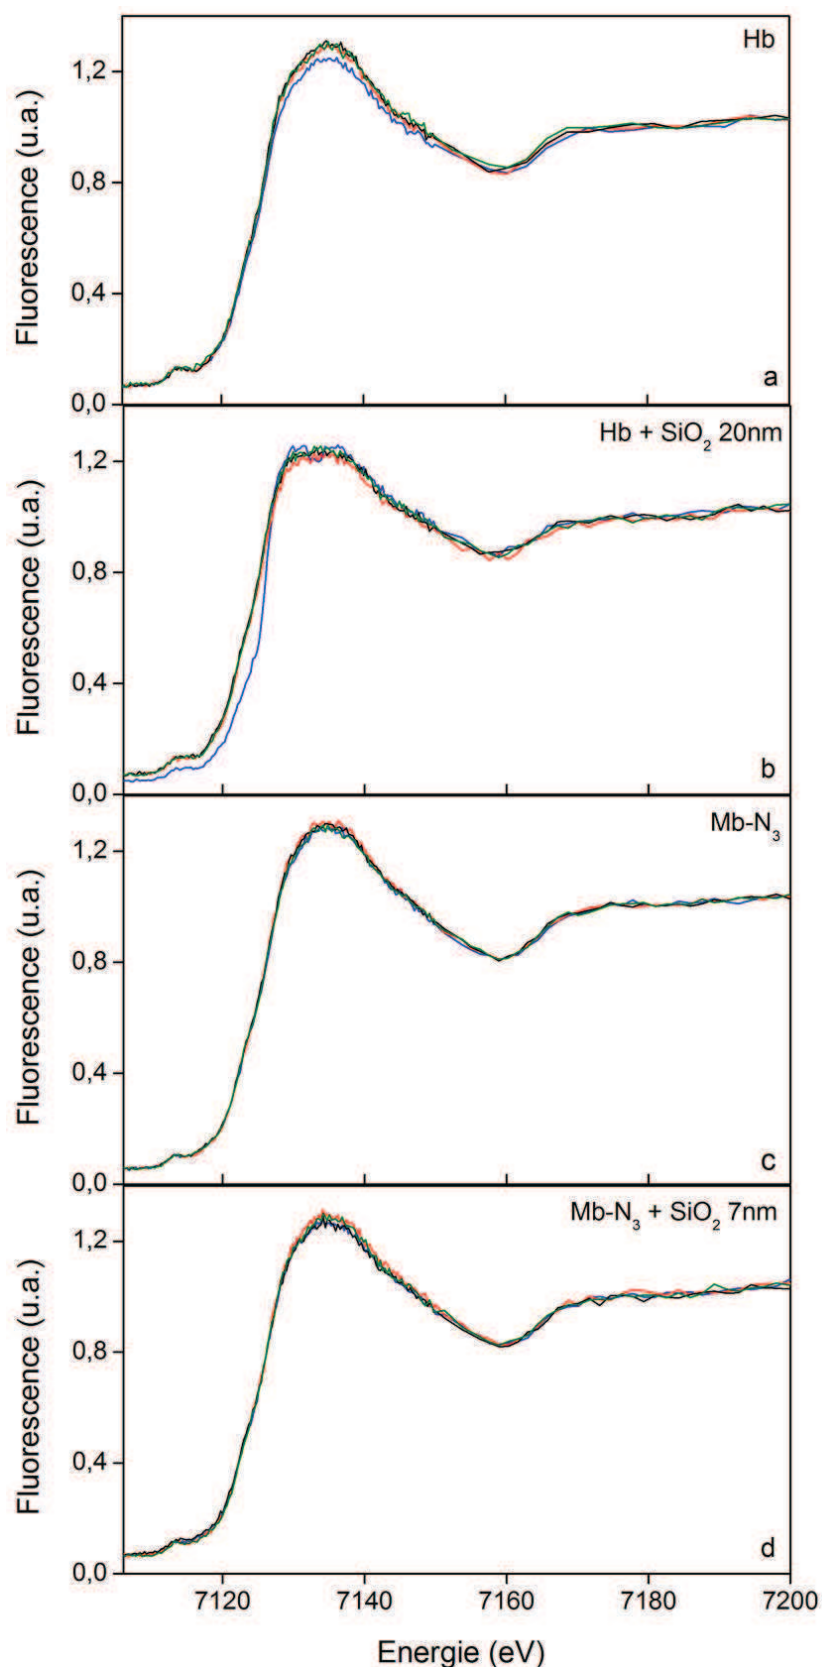 Hb
Fluorescence (u.a.)
1,2
0,8
0,4
0,0
a
Hb + SiO₂ 20nm
Fluorescence (u.a.)
1,2
0,8
0,4
0,0
b
Mb-N₃
Fluorescence (u.a.)
1,2
0,8
0,4
0,0
c
Mb-N₃ + SiO₂ 7nm
Fluorescence (u.a.)
1,2
0,8
0,4
0,0
d
7120 7140 7160 7180 7200
Energie (eV)